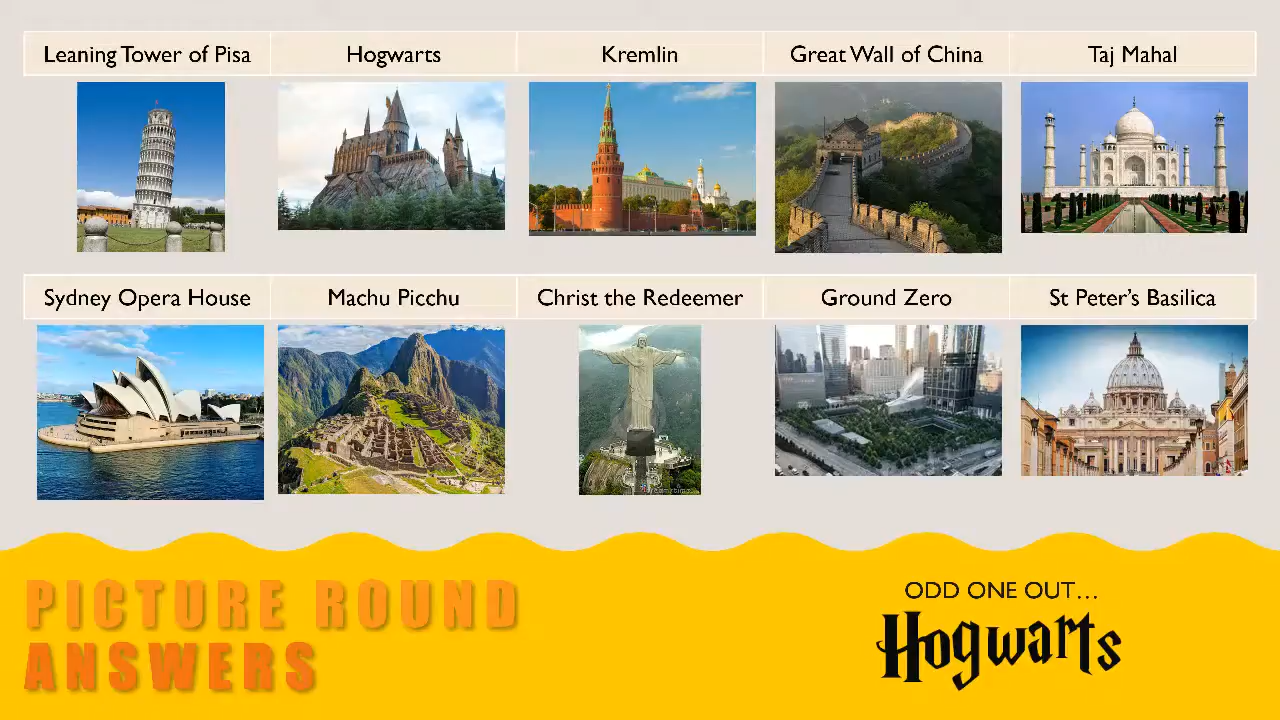 Leaning Tower of Pisa
Hogwarts
Kremlin
Great Wall of China
Taj Mahal
Sydney Opera House
Machu Picchu
Christ the Redeemer
Ground Zero
St Peter's Basilica
PICTURE ROUND
ANSWERS
ODD ONE OUT...
Hogwarts